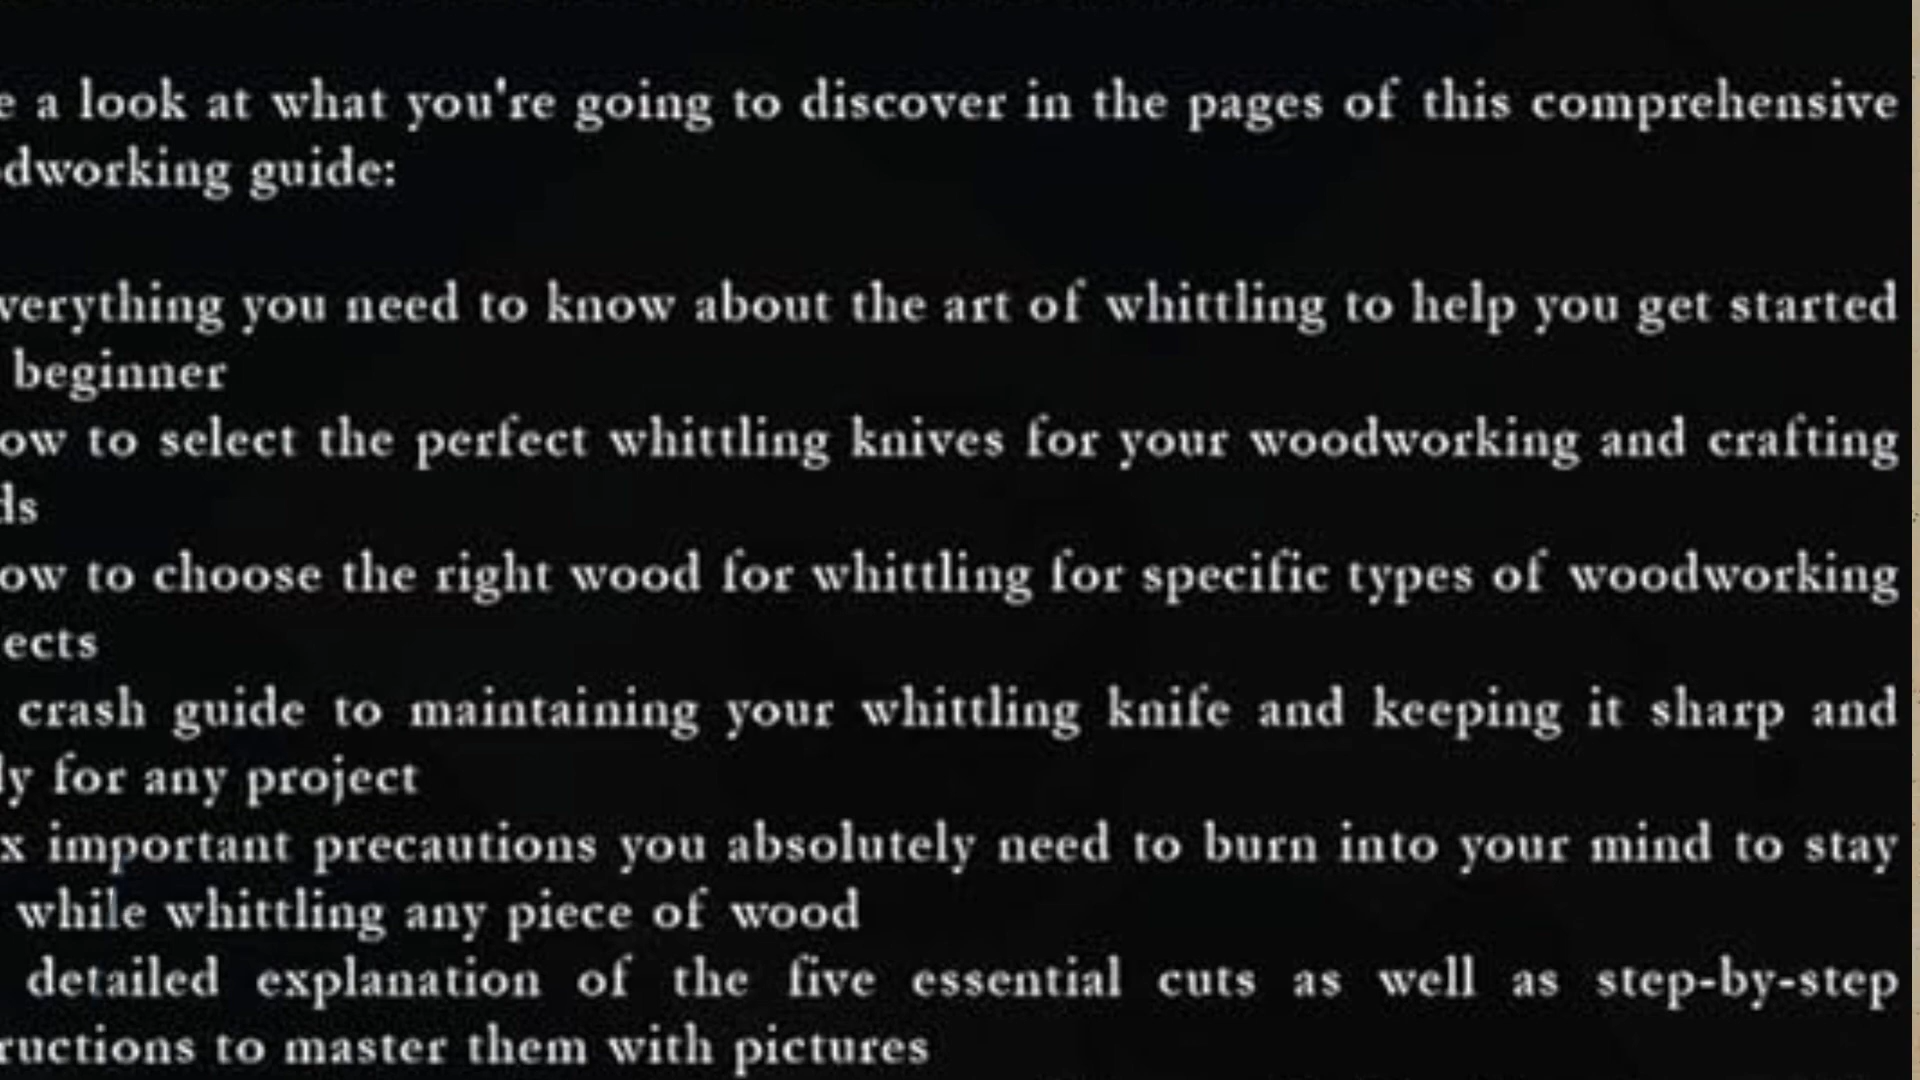 e a look at what you're going to discover in the pages of this comprehensive
dworking guide:
verything you need to know about the art of whittling to help you get started
beginner
ow to select the perfect whittling knives for your woodworking and crafting
ds
ow to choose the right wood for whittling for specific types of woodworking
ects
crash guide to maintaining your whittling knife and keeping it sharp and
ly for any project
x important precautions you absolutely need to burn into your mind to stay
while whittling any piece of wood
detailed explanation of the five essential cuts as well as step-by-step
ructions to master them with pictures